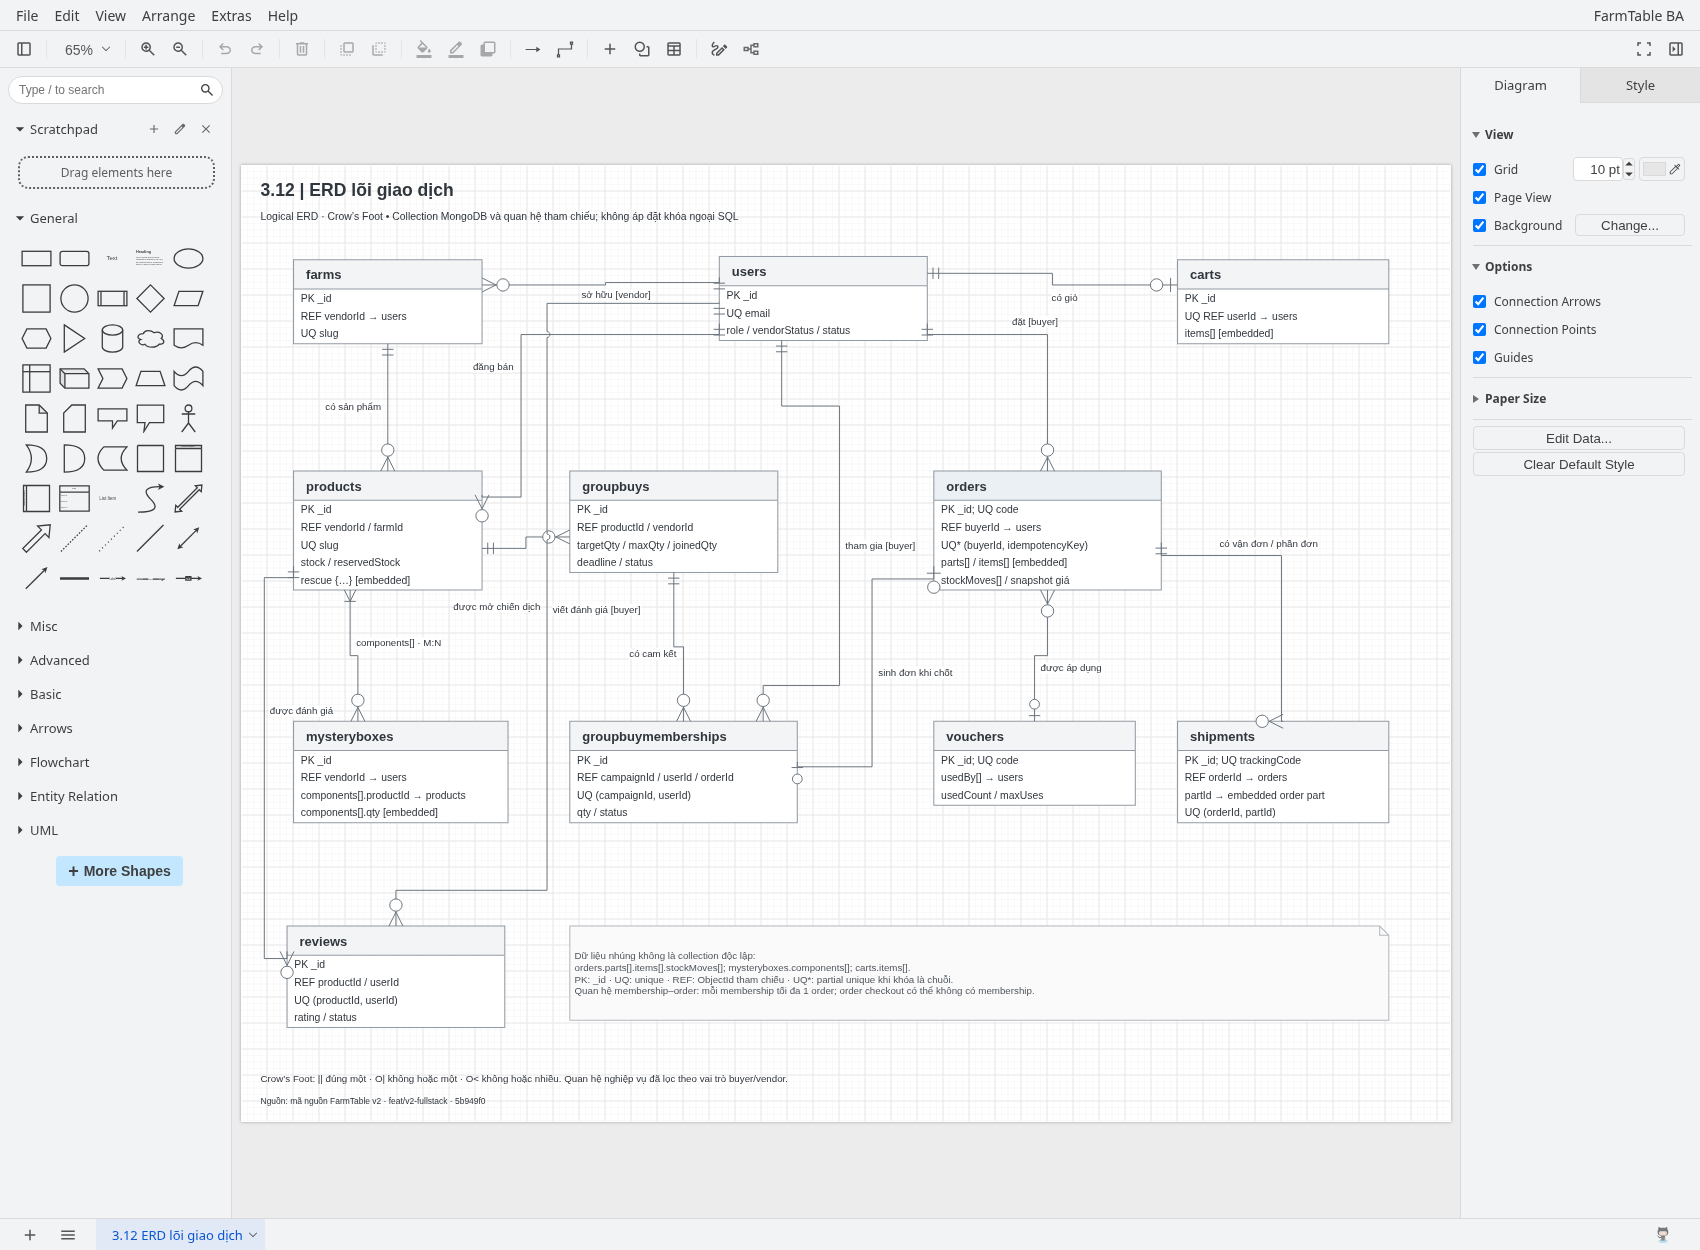 File Edit View Arrange Extras Help
FarmTable BA
65%
Type / to search
Scratchpad
Drag elements here
General
Text
Heading
List Item
Misc
Advanced
Basic
Arrows
Flowchart
Entity Relation
UML
+ More Shapes
3.12 | ERD lõi giao dịch
Logical ERD · Crow's Foot • Collection MongoDB và quan hệ tham chiếu; không áp đặt khóa ngoại SQL
farms
PK _id
REF vendorId → users
UQ slug
users
PK _id
UQ email
role / vendorStatus / status
carts
PK _id
UQ REF userId → users
items[] [embedded]
sở hữu [vendor]
có giỏ
đặt [buyer]
đăng bán
có sản phẩm
products
PK _id
REF vendorId / farmId
UQ slug
stock / reservedStock
rescue {…} [embedded]
groupbuys
PK _id
REF productId / vendorId
targetQty / maxQty / joinedQty
deadline / status
orders
PK _id; UQ code
REF buyerId → users
UQ* (buyerId, idempotencyKey)
parts[] / items[] [embedded]
stockMoves[] / snapshot giá
tham gia [buyer]
có vận đơn / phần đơn
được mở chiến dịch
viết đánh giá [buyer]
components[] · M:N
có cam kết
sinh đơn khi chốt
được áp dụng
được đánh giá
mysteryboxes
PK _id
REF vendorId → users
components[].productId → products
components[].qty [embedded]
groupbuymemberships
PK _id
REF campaignId / userId / orderId
UQ (campaignId, userId)
qty / status
vouchers
PK _id; UQ code
usedBy[] → users
usedCount / maxUses
shipments
PK _id; UQ trackingCode
REF orderId → orders
partId → embedded order part
UQ (orderId, partId)
reviews
PK _id
REF productId / userId
UQ (productId, userId)
rating / status
Dữ liệu nhúng không là collection độc lập:
orders.parts[].items[].stockMoves[]; mysteryboxes.components[]; carts.items[].
PK: _id · UQ: unique · REF: ObjectId tham chiếu · UQ*: partial unique khi khóa là chuỗi.
Quan hệ membership–order: mỗi membership tối đa 1 order; order checkout có thể không có membership.
Crow's Foot: || đúng một · O| không hoặc một · O< không hoặc nhiều. Quan hệ nghiệp vụ đã lọc theo vai trò buyer/vendor.
Nguồn: mã nguồn FarmTable v2 · feat/v2-fullstack · 5b949f0
Diagram
Style
View
Grid
10 pt
Page View
Background
Change...
Options
Connection Arrows
Connection Points
Guides
Paper Size
Edit Data...
Clear Default Style
3.12 ERD lõi giao dịch